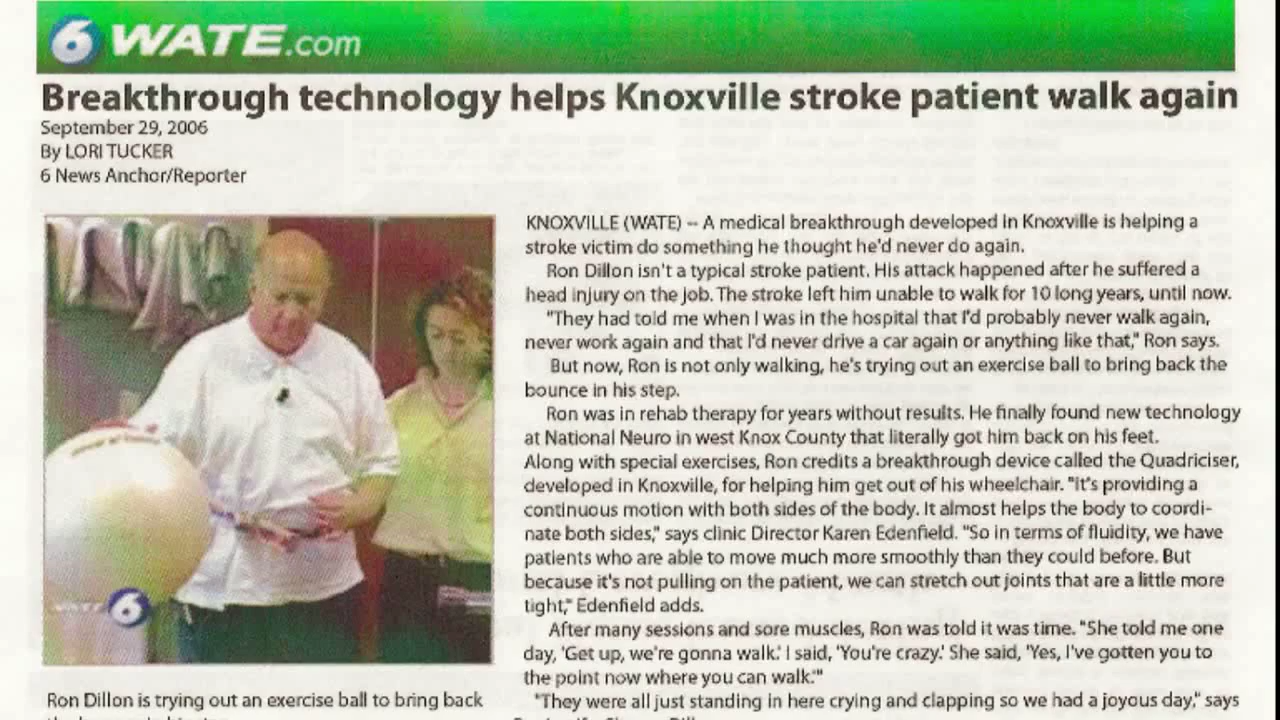 6 WATE.com
Breakthrough technology helps Knoxville stroke patient walk again
September 29, 2006
By LORI TUCKER
6 News Anchor/Reporter
KNOXVILLE (WATE) -- A medical breakthrough developed in Knoxville is helping a
stroke victim do something he thought he'd never do again.
Ron Dillon isn't a typical stroke patient. His attack happened after he suffered a
head injury on the job. The stroke left him unable to walk for 10 long years, until now.
"They had told me when I was in the hospital that I'd probably never walk again,
never work again and that I'd never drive a car again or anything like that," Ron says.
But now, Ron is not only walking, he's trying out an exercise ball to bring back the
bounce in his step.
Ron was in rehab therapy for years without results. He finally found new technology
at National Neuro in west Knox County that literally got him back on his feet.
Along with special exercises, Ron credits a breakthrough device called the Quadriciser,
developed in Knoxville, for helping him get out of his wheelchair. "It's providing a
continuous motion with both sides of the body. It almost helps the body to coordi-
nate both sides," says clinic Director Karen Edenfield. "So in terms of fluidity, we have
patients who are able to move much more smoothly than they could before. But
because it's not pulling on the patient, we can stretch out joints that are a little more
tight," Edenfield adds.
After many sessions and sore muscles, Ron was told it was time. "She told me one
day, 'Get up, we're gonna walk.' I said, 'You're crazy.' She said, 'Yes, I've gotten you to
the point now where you can walk.'"
"They were all just standing in here crying and clapping so we had a joyous day," says
WATE 6
Ron Dillon is trying out an exercise ball to bring back